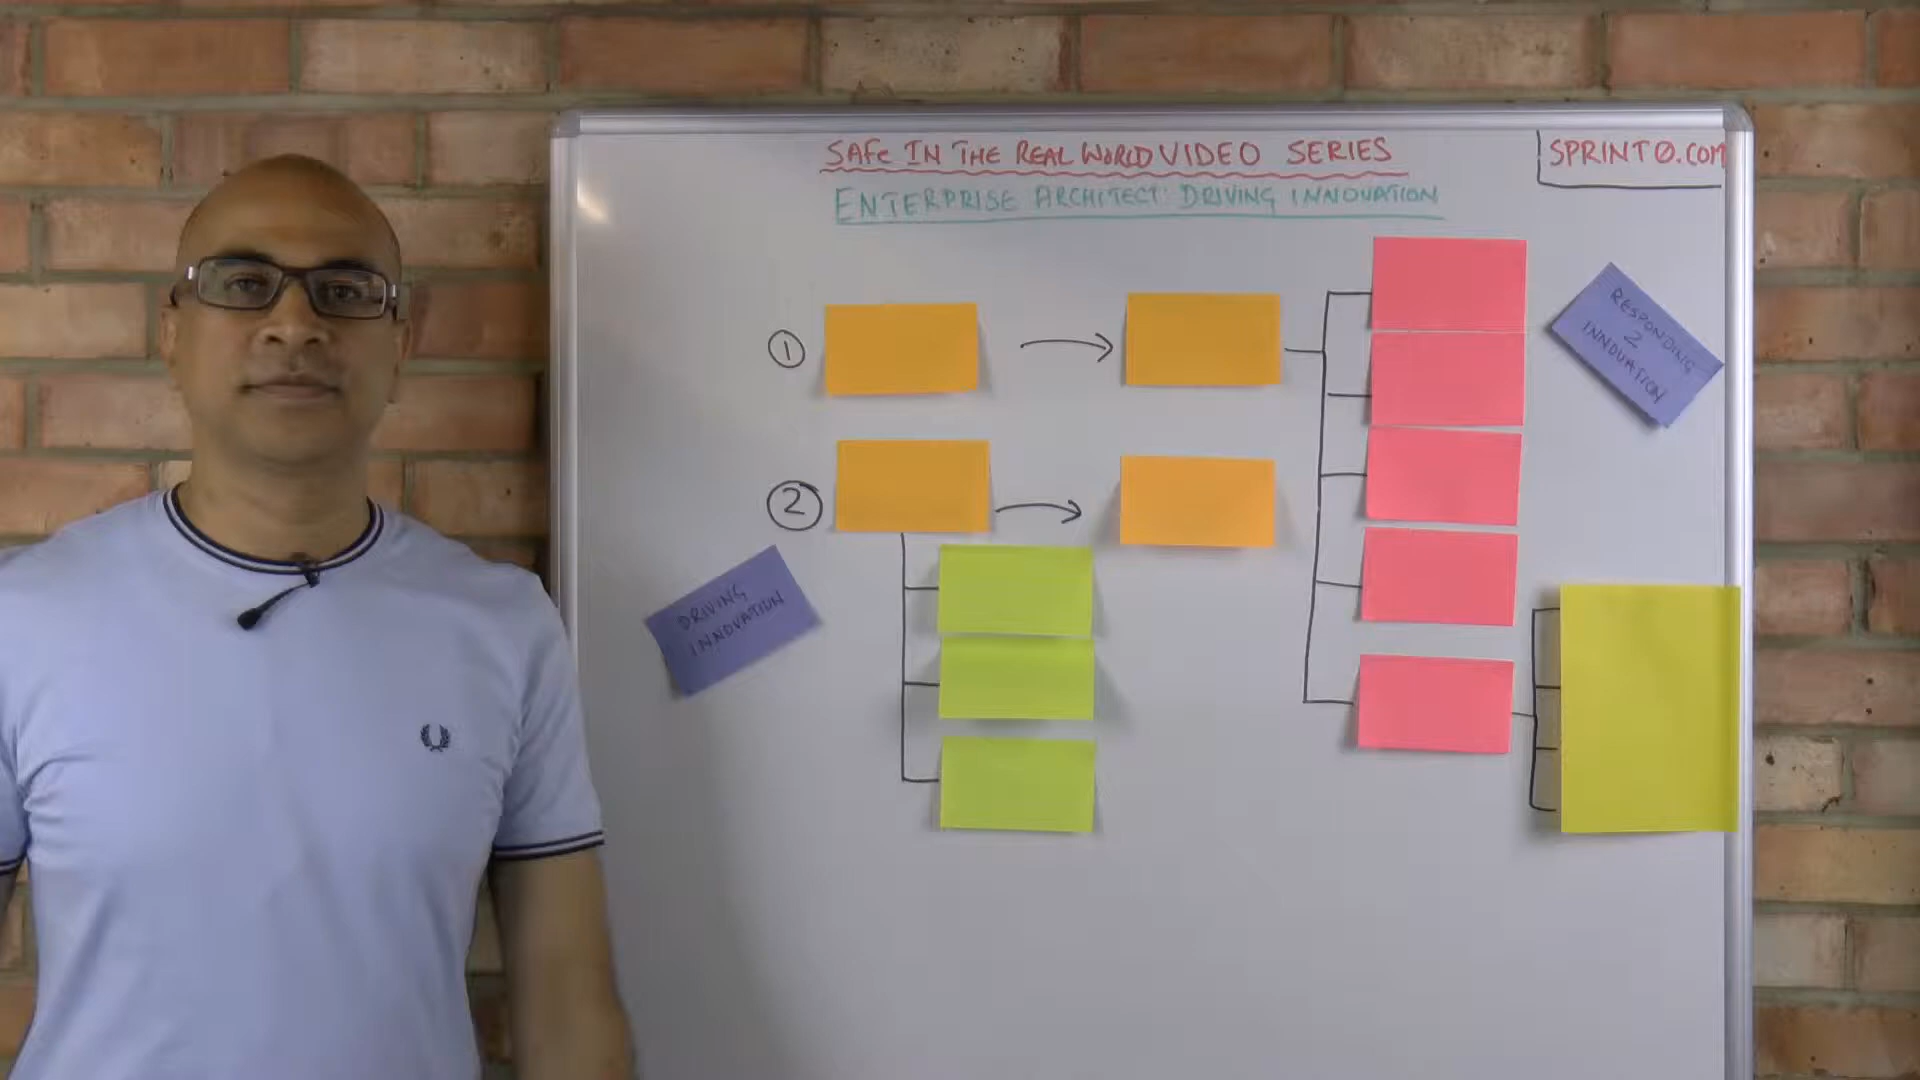 SAFe IN THE REAL WORLD VIDEO SERIES
SPRINT0.COM
ENTERPRISE ARCHITECT: DRIVING INNOVATION
RESPONDING
2
INNOVATION
1
2
DRIVING
INNOVATION